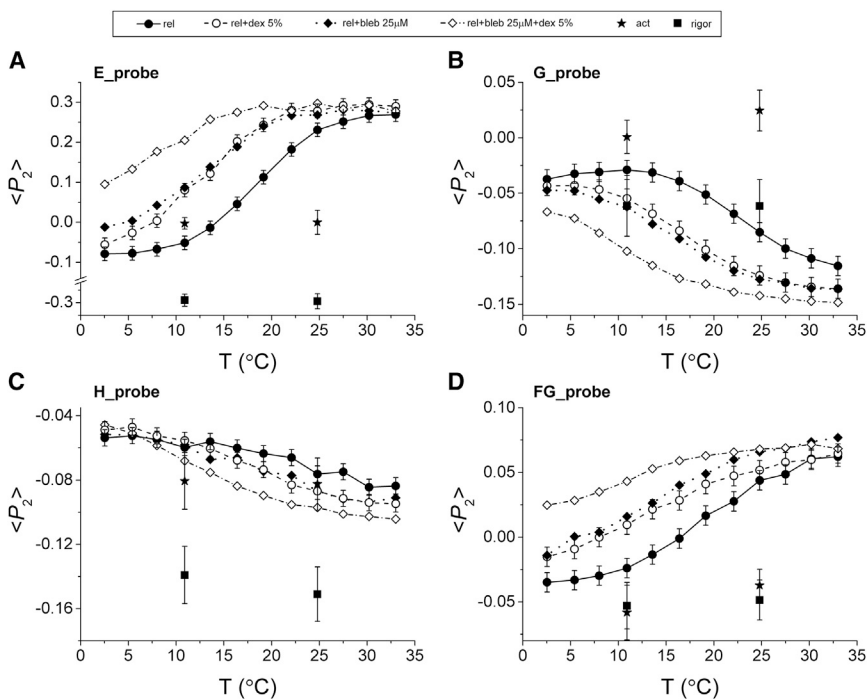 rel rel+dex 5% rel+bleb 25μM rel+bleb 25μM+dex 5% act rigor
A
E_probe
0.3
0.2
0.1
0.0
-0.1
-0.3
<P2>
0 5 10 15 20 25 30 35
T (°C)
B
G_probe
0.00
-0.05
-0.10
-0.15
<P2>
0 5 10 15 20 25 30 35
T (°C)
C
H_probe
-0.04
-0.08
-0.12
-0.16
<P2>
0 5 10 15 20 25 30 35
T (°C)
D
FG_probe
0.10
0.05
0.00
-0.05
<P2>
0 5 10 15 20 25 30 35
T (°C)